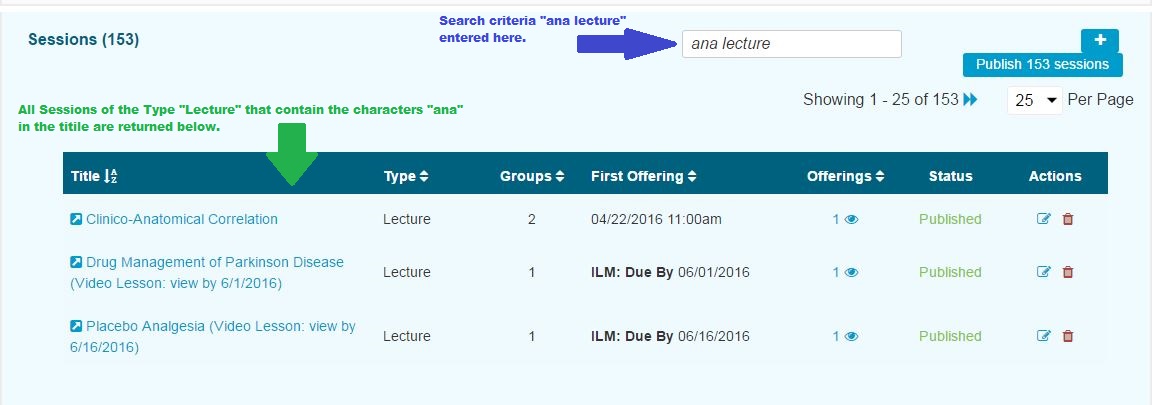 Search criteria "ana lecture"
entered here.
Sessions (153)
ana lecture
+
Publish 153 sessions
Showing 1 - 25 of 153
25
Per Page
All Sessions of the Type "Lecture" that contain the characters "ana"
in the titile are returned below.
Title Type Groups First Offering Offerings Status Actions
Clinico-Anatomical Correlation Lecture 2 04/22/2016 11:00am 1 Published
Drug Management of Parkinson Disease
(Video Lesson: view by 6/1/2016) Lecture 1 ILM: Due By 06/01/2016 1 Published
Placebo Analgesia (Video Lesson: view by
6/16/2016) Lecture 1 ILM: Due By 06/16/2016 1 Published